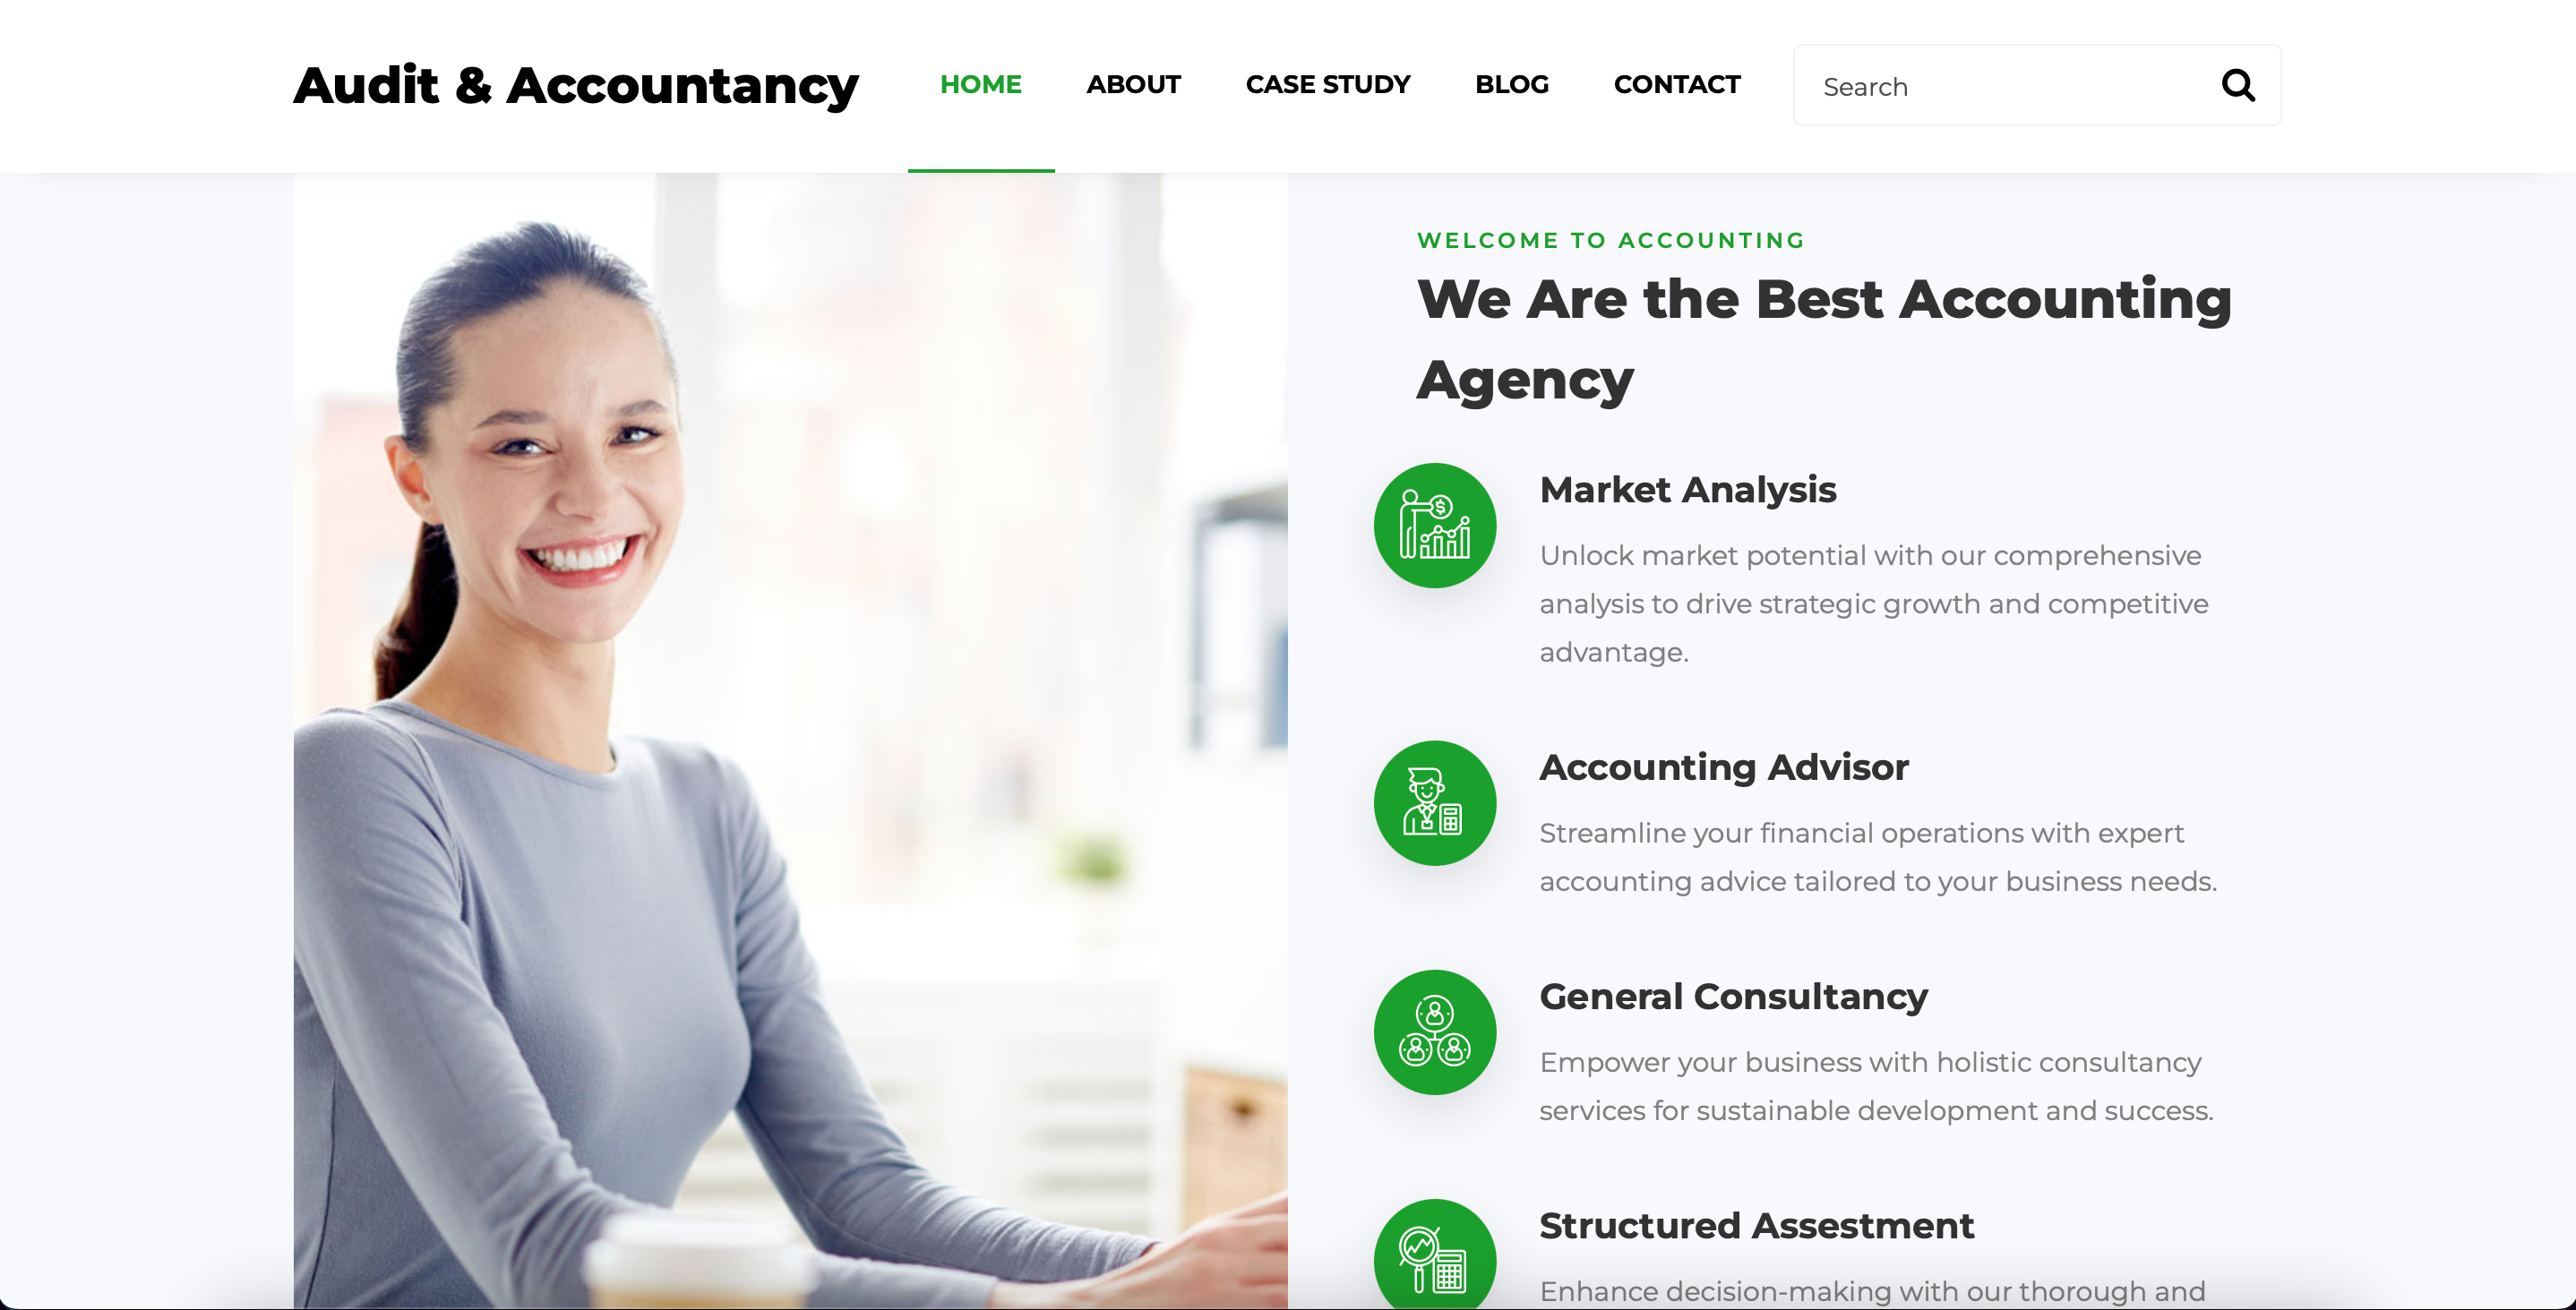 Audit & Accountancy
HOME
ABOUT
CASE STUDY
BLOG
CONTACT
Search
WELCOME TO ACCOUNTING
We Are the Best Accounting
Agency
Market Analysis
Unlock market potential with our comprehensive
analysis to drive strategic growth and competitive
advantage.
Accounting Advisor
Streamline your financial operations with expert
accounting advice tailored to your business needs.
General Consultancy
Empower your business with holistic consultancy
services for sustainable development and success.
Structured Assestment
Enhance decision-making with our thorough and